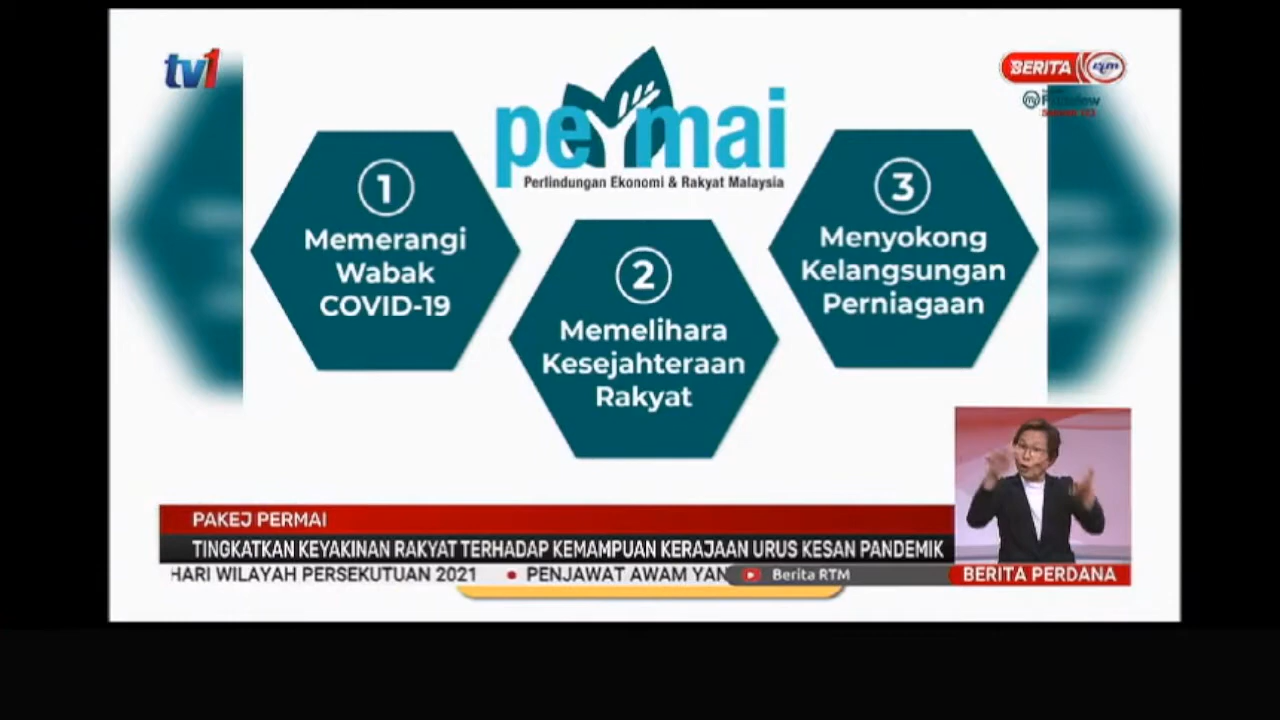 tv1
BERITA rtm
permai
Perlindungan Ekonomi & Rakyat Malaysia
1
Memerangi
Wabak
COVID-19
2
Memelihara
Kesejahteraan
Rakyat
3
Menyokong
Kelangsungan
Perniagaan
PAKEJ PERMAI
TINGKATKAN KEYAKINAN RAKYAT TERHADAP KEMAMPUAN KERAJAAN URUS KESAN PANDEMIK
HARI WILAYAH PERSEKUTUAN 2021 • PENJAWAT AWAM YAN
Berita RTM
BERITA PERDANA